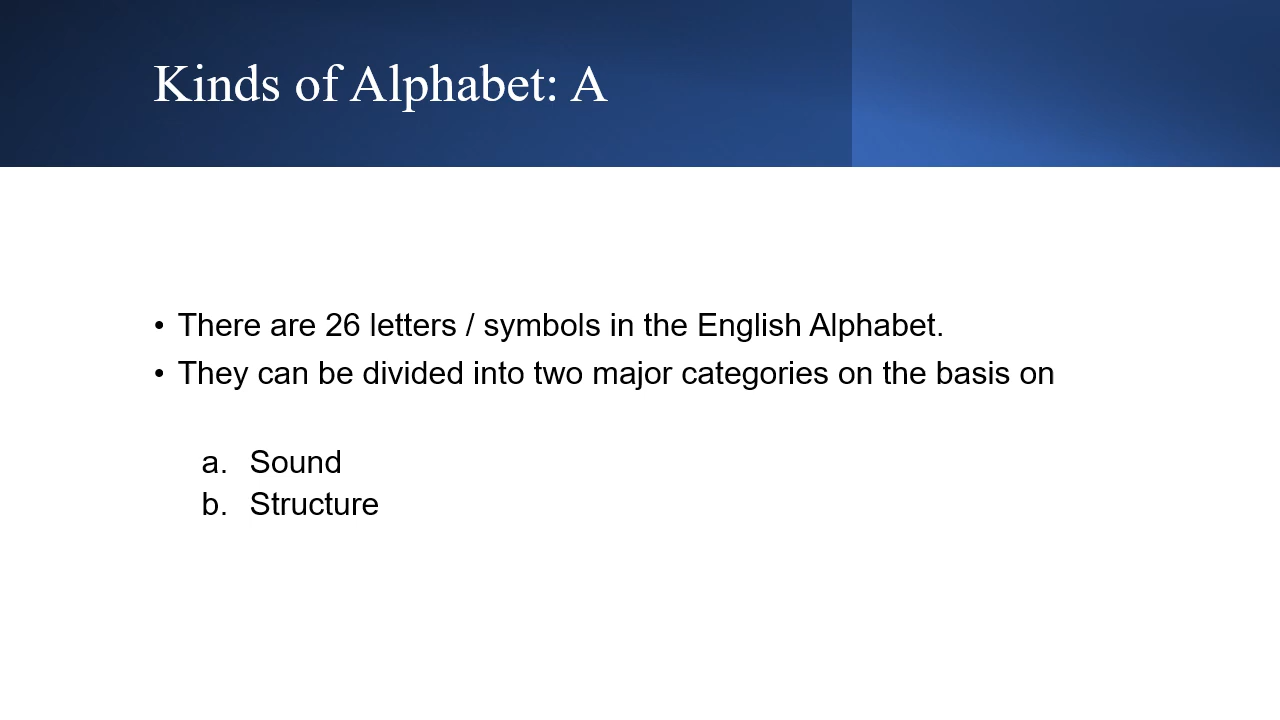 Kinds of Alphabet: A
• There are 26 letters / symbols in the English Alphabet.
• They can be divided into two major categories on the basis on
a. Sound
b. Structure